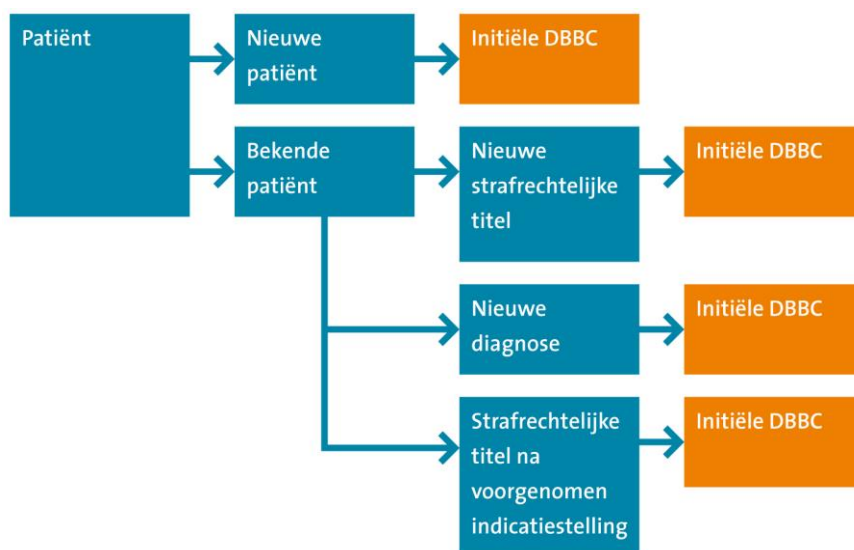 Patiënt
Nieuwe
patiënt
Initiële DBBC
Bekende
patiënt
Nieuwe
strafrechtelijke
titel
Initiële DBBC
Nieuwe
diagnose
Initiële DBBC
Strafrechtelijke
titel na
voorgenomen
indicatiestelling
Initiële DBBC